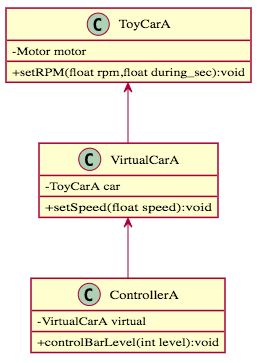 C ToyCarA
-Motor motor
+setRPM(float rpm,float during_sec):void
C VirtualCarA
-ToyCarA car
+setSpeed(float speed):void
C ControllerA
-VirtualCarA virtual
+controlBarLevel(int level):void